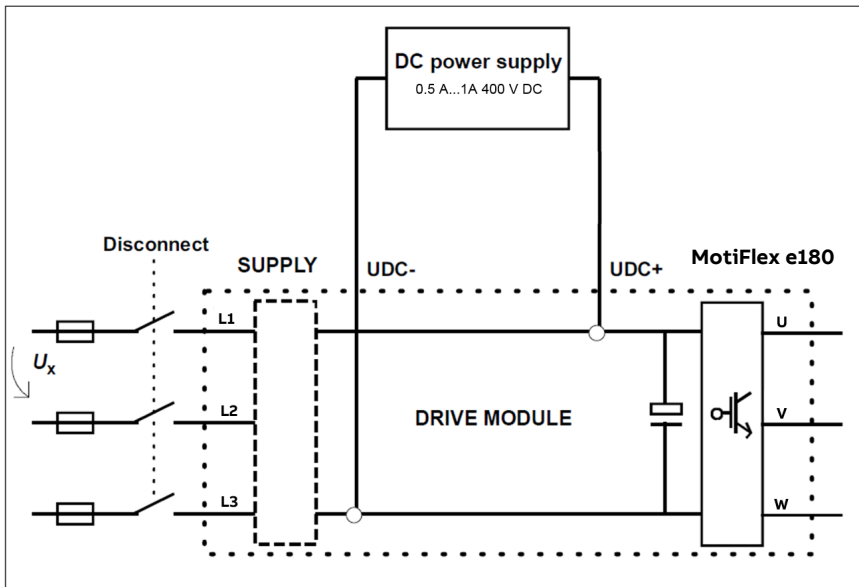 DC power supply
0.5 A...1A 400 V DC
Disconnect
SUPPLY
UDC-
UDC+
MotiFlex e180
L1
U
Ux
L2
DRIVE MODULE
V
L3
W